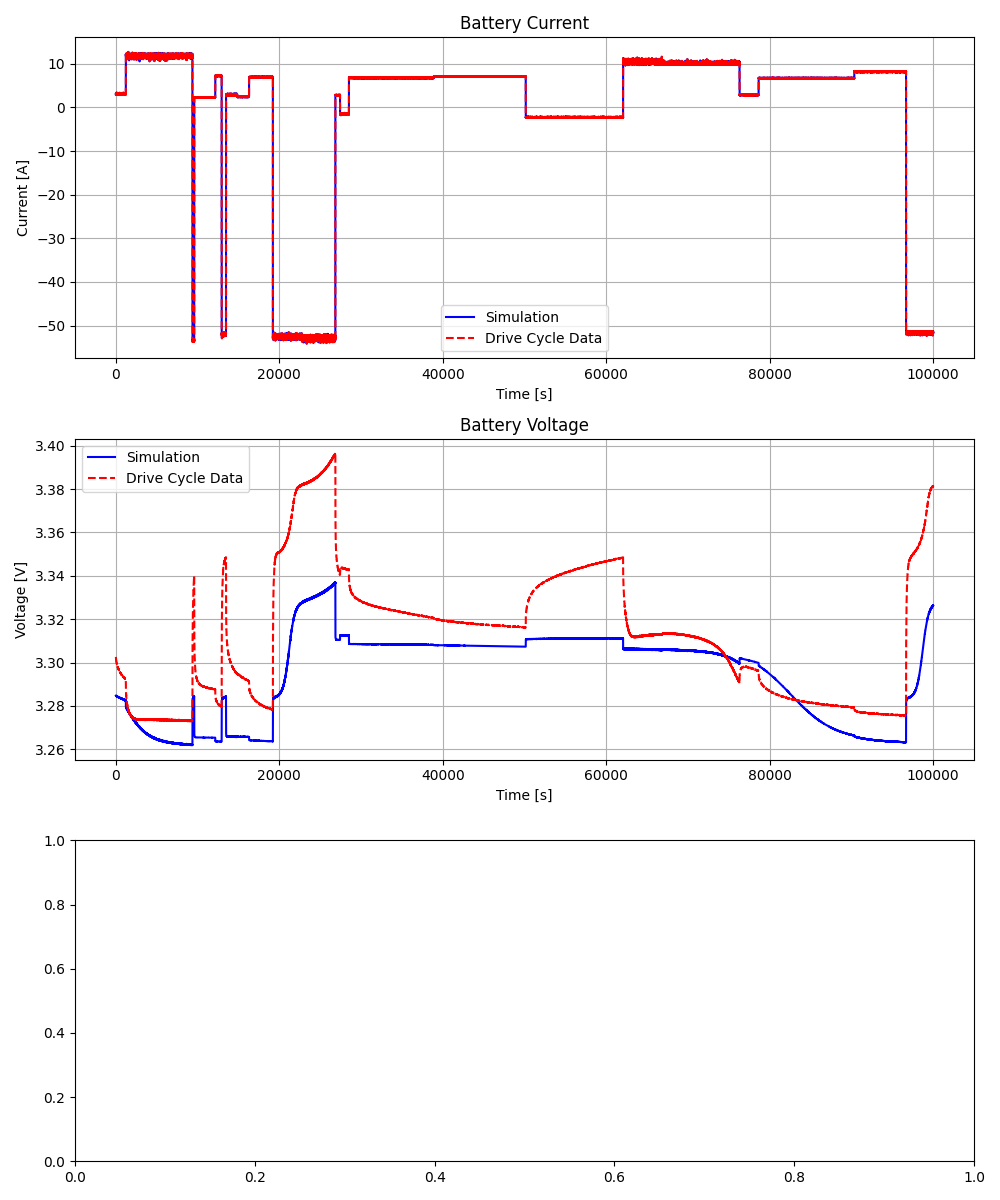 Battery Current
Current [A]
10
0
−10
−20
−30
−40
−50
Simulation
Drive Cycle Data
0 20000 40000 60000 80000 100000
Time [s]
Battery Voltage
Voltage [V]
3.40
3.38
3.36
3.34
3.32
3.30
3.28
3.26
Simulation
Drive Cycle Data
0 20000 40000 60000 80000 100000
Time [s]
1.0
0.8
0.6
0.4
0.2
0.0
0.0 0.2 0.4 0.6 0.8 1.0